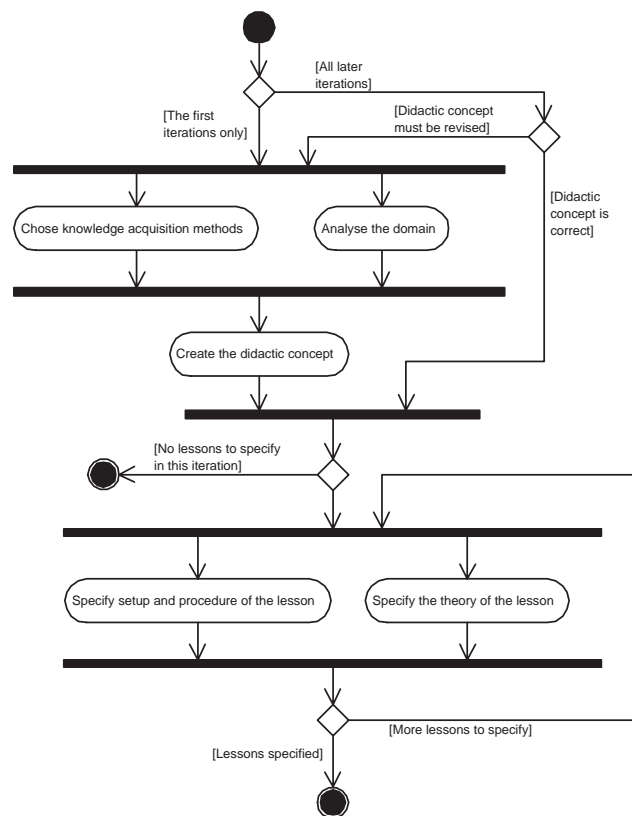 [All later
iterations]
[The first
iterations only]
[Didactic concept
must be revised]
[Didactic
concept is
correct]
Chose knowledge acquisition methods
Analyse the domain
Create the didactic concept
[No lessons to specify
in this iteration]
Specify setup and procedure of the lesson
Specify the theory of the lesson
[More lessons to specify]
[Lessons specified]